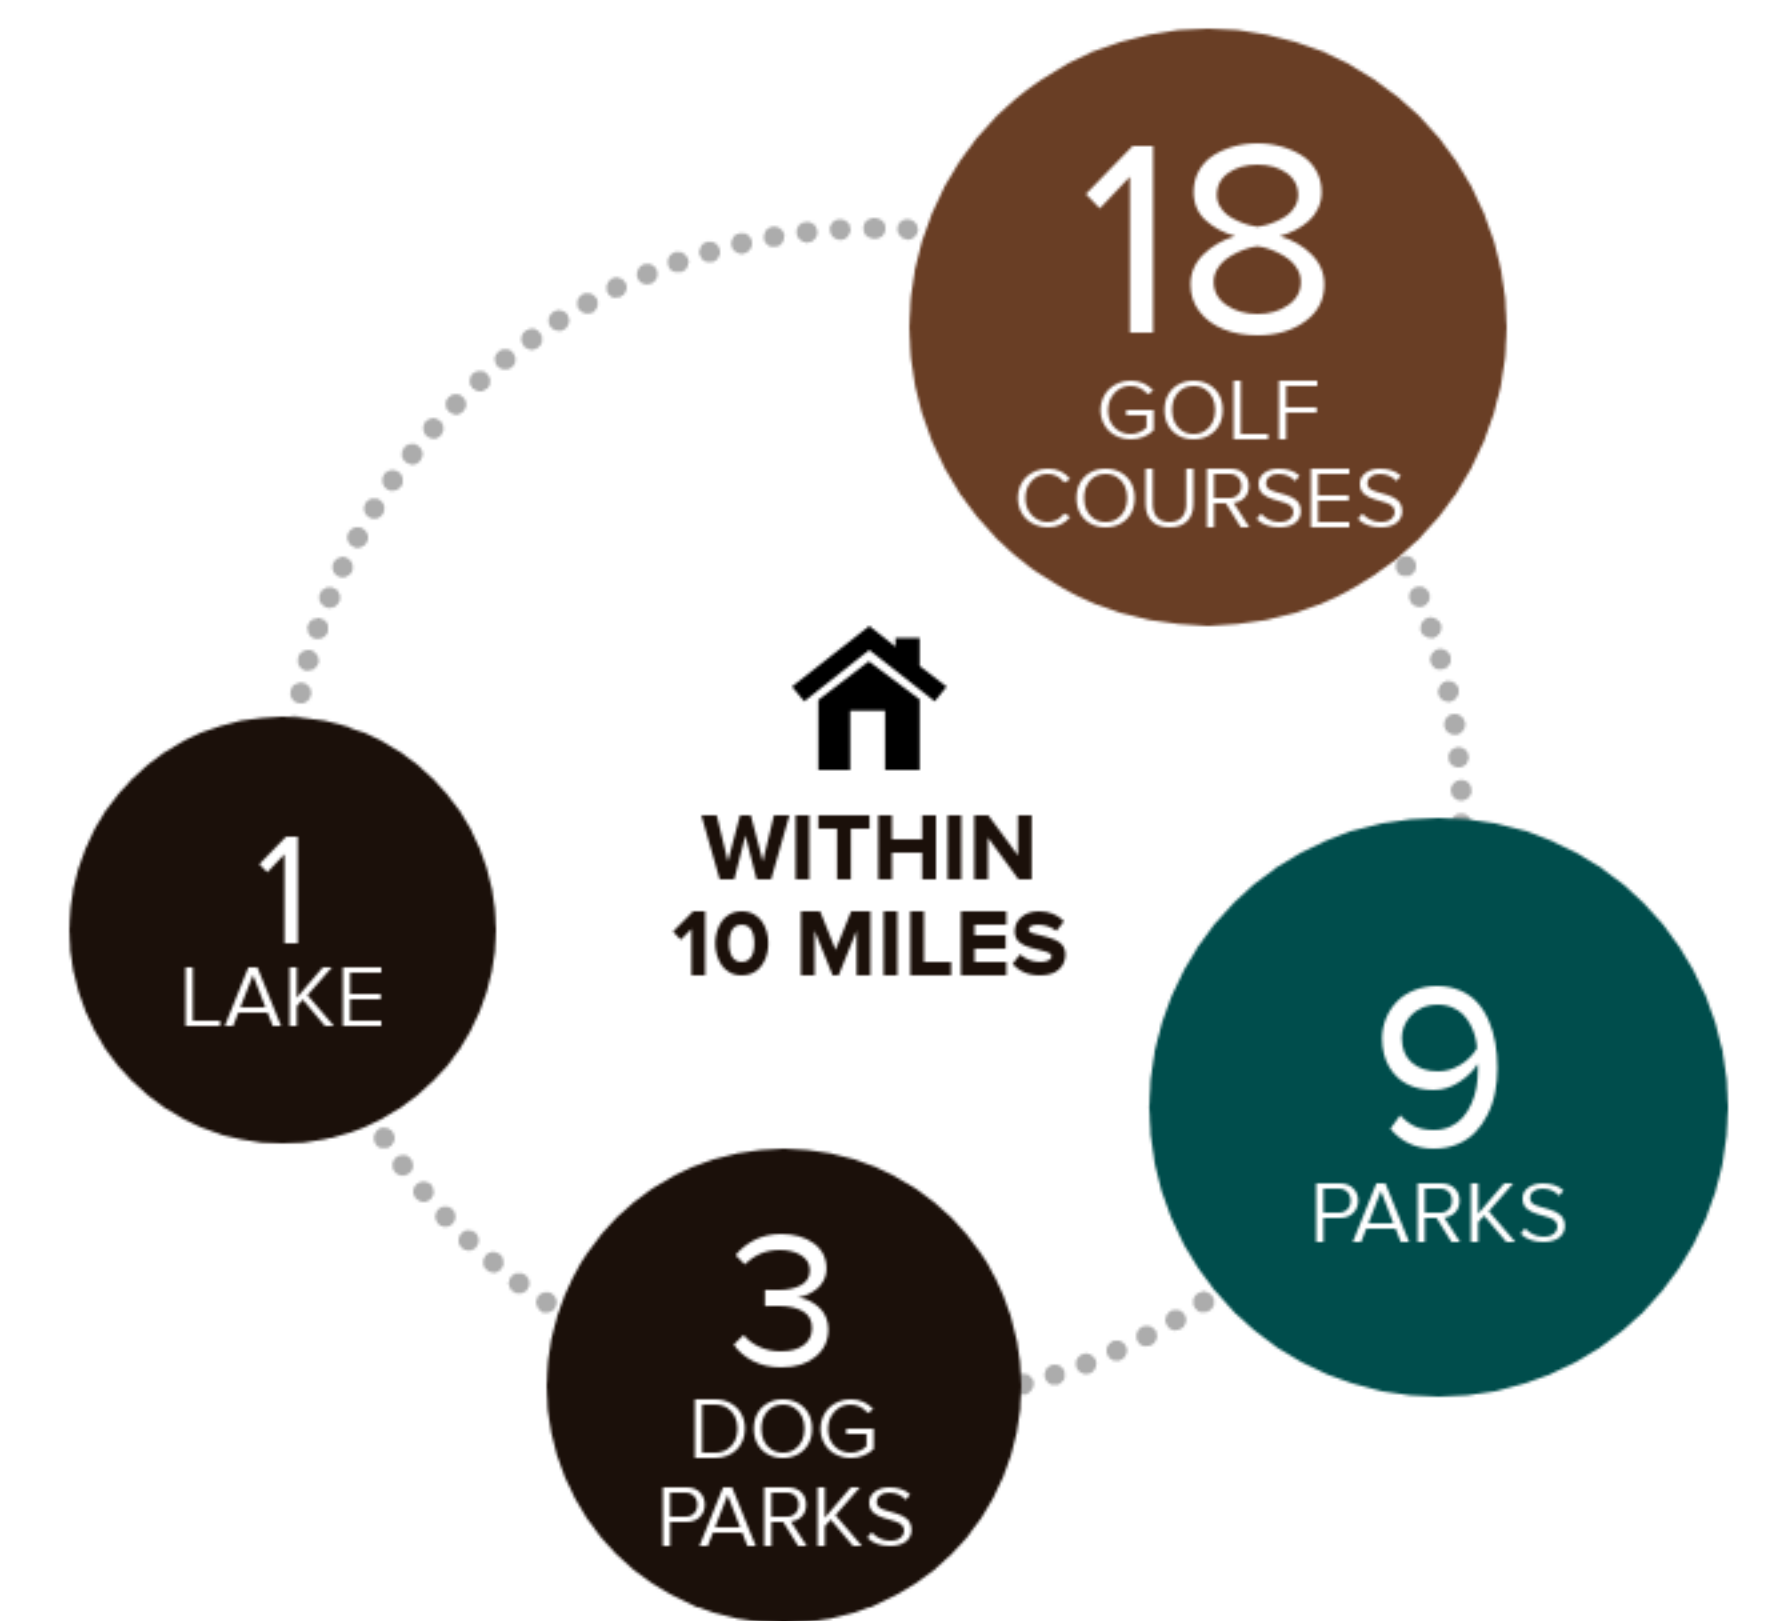 18
GOLF
COURSES
WITHIN
10 MILES
1
LAKE
9
PARKS
3
DOG
PARKS